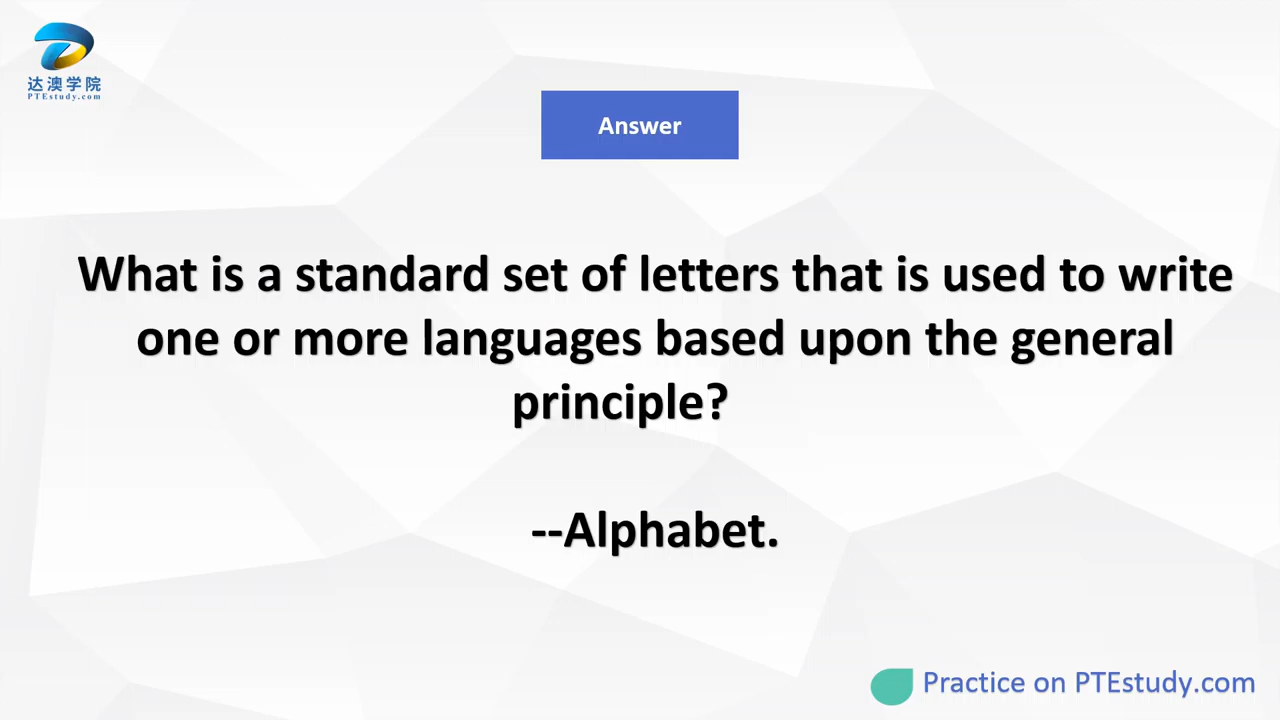 达澳学院
PTEstudy.com
Answer
What is a standard set of letters that is used to write
one or more languages based upon the general
principle?
--Alphabet.
Practice on PTEstudy.com